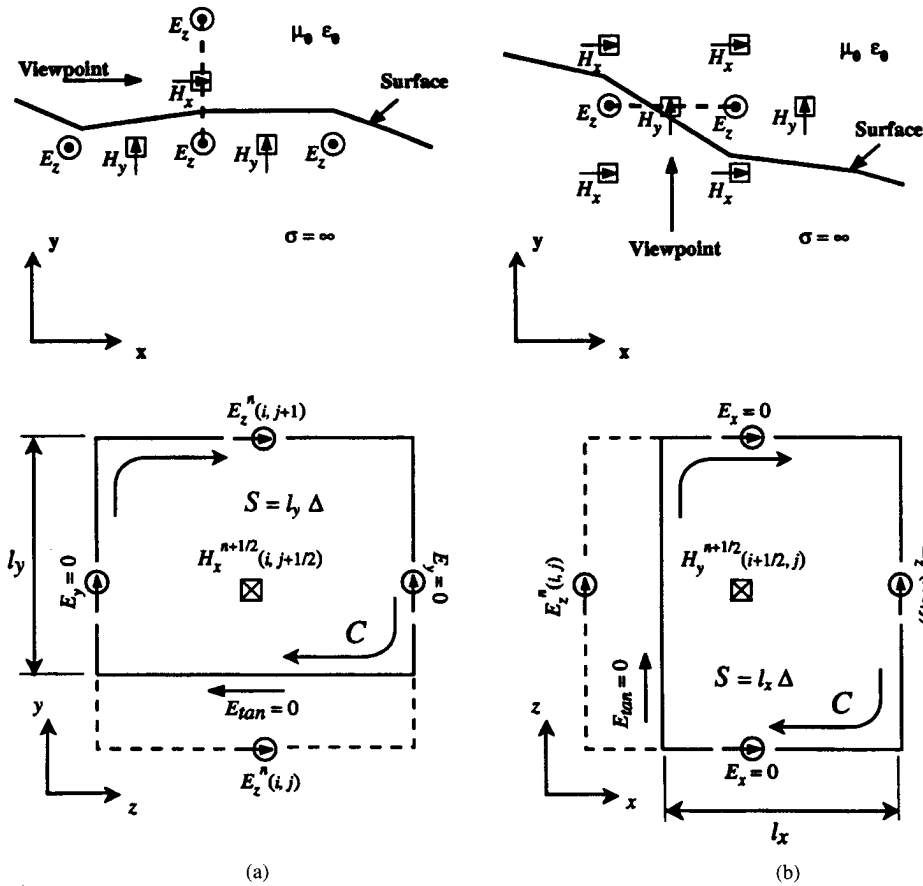 E_z
μ_0 ε_0
Viewpoint
H_x
Surface
E_z
H_y
E_z
H_y
E_z
σ = ∞
y
x
H_x
H_x
μ_0 ε_0
E_z
H_y
E_z
H_y
Surface
H_x
H_x
Viewpoint
σ = ∞
y
x
E_z^n(i, j+1)
S = l_y Δ
l_y
H_x^{n+1/2}(i, j+1/2)
E_y = 0
E_y = 0
C
E_tan = 0
y
z
E_z^n(i, j)
E_x = 0
H_y^{n+1/2}(i+1/2, j)
E_z^n(i, j)
S = l_x Δ
E_tan = 0
C
z
x
E_x = 0
l_x
(a)
(b)